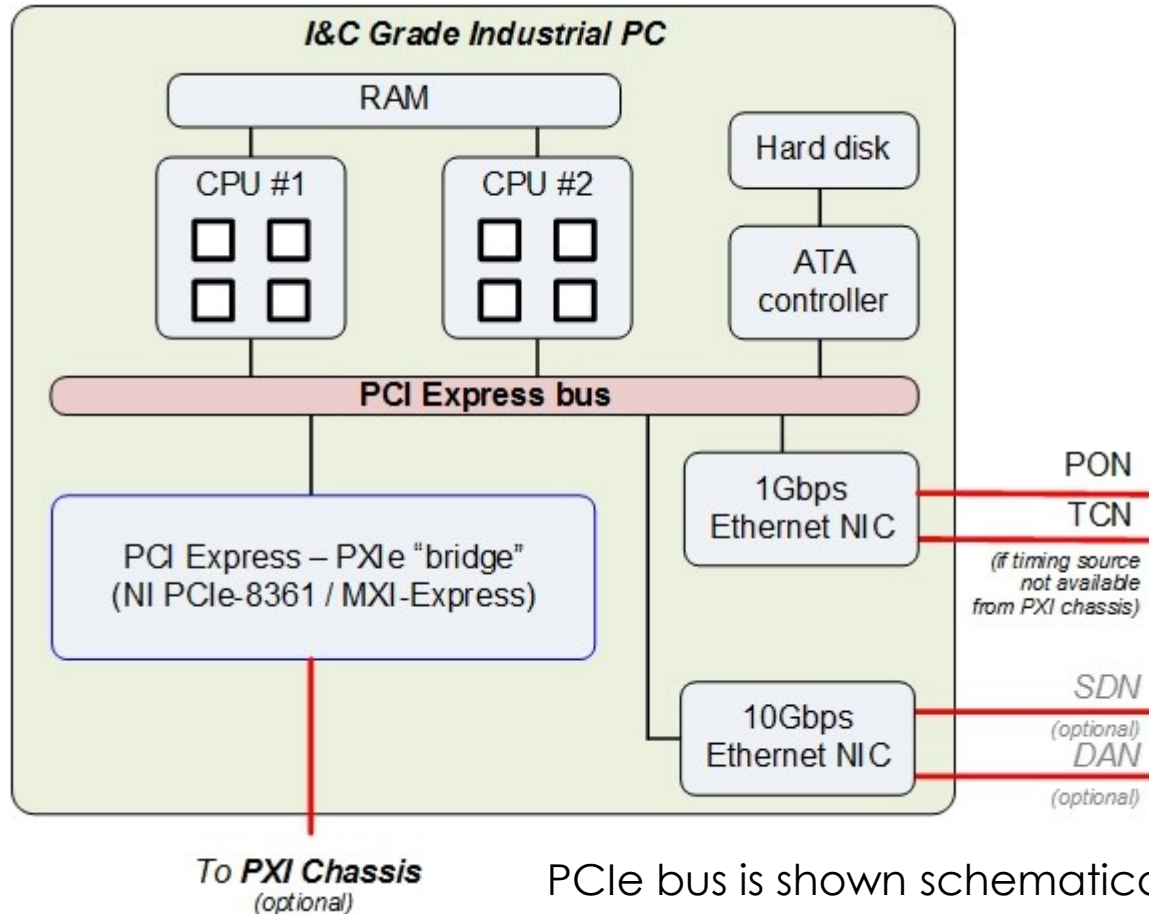 I&C Grade Industrial PC
RAM
CPU #1
CPU #2
Hard disk
ATA
controller
PCI Express bus
1Gbps
Ethernet NIC
PON
TCN
(if timing source
not available
from PXI chassis)
PCI Express – PXIe “bridge”
(NI PCIe-8361 / MXI-Express)
10Gbps
Ethernet NIC
SDN
(optional)
DAN
(optional)
To PXI Chassis
(optional)
PCIe bus is shown